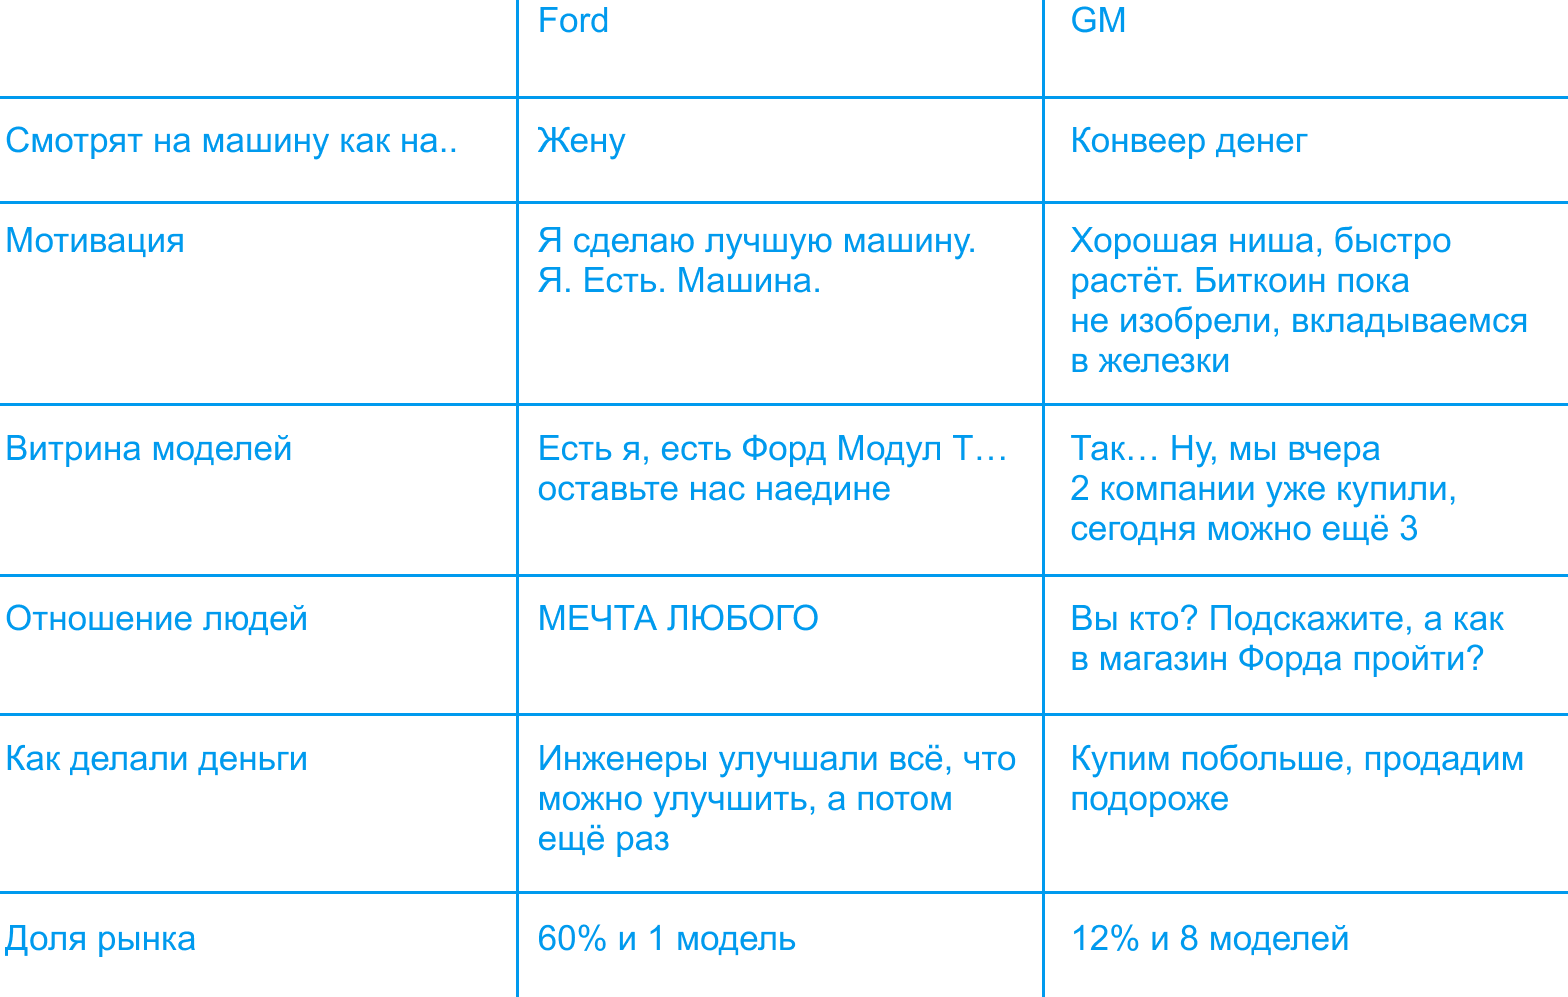 Ford
GM
Смотрят на машину как на..
Жену
Конвеер денег
Мотивация
Я сделаю лучшую машину.
Я. Есть. Машина.
Хорошая ниша, быстро
растёт. Биткоин пока
не изобрели, вкладываемся
в железки
Витрина моделей
Есть я, есть Форд Модул Т…
оставьте нас наедине
Так… Ну, мы вчера
2 компании уже купили,
сегодня можно ещё 3
Отношение людей
МЕЧТА ЛЮБОГО
Вы кто? Подскажите, а как
в магазин Форда пройти?
Как делали деньги
Инженеры улучшали всё, что
можно улучшить, а потом
ещё раз
Купим побольше, продадим
подороже
Доля рынка
60% и 1 модель
12% и 8 моделей